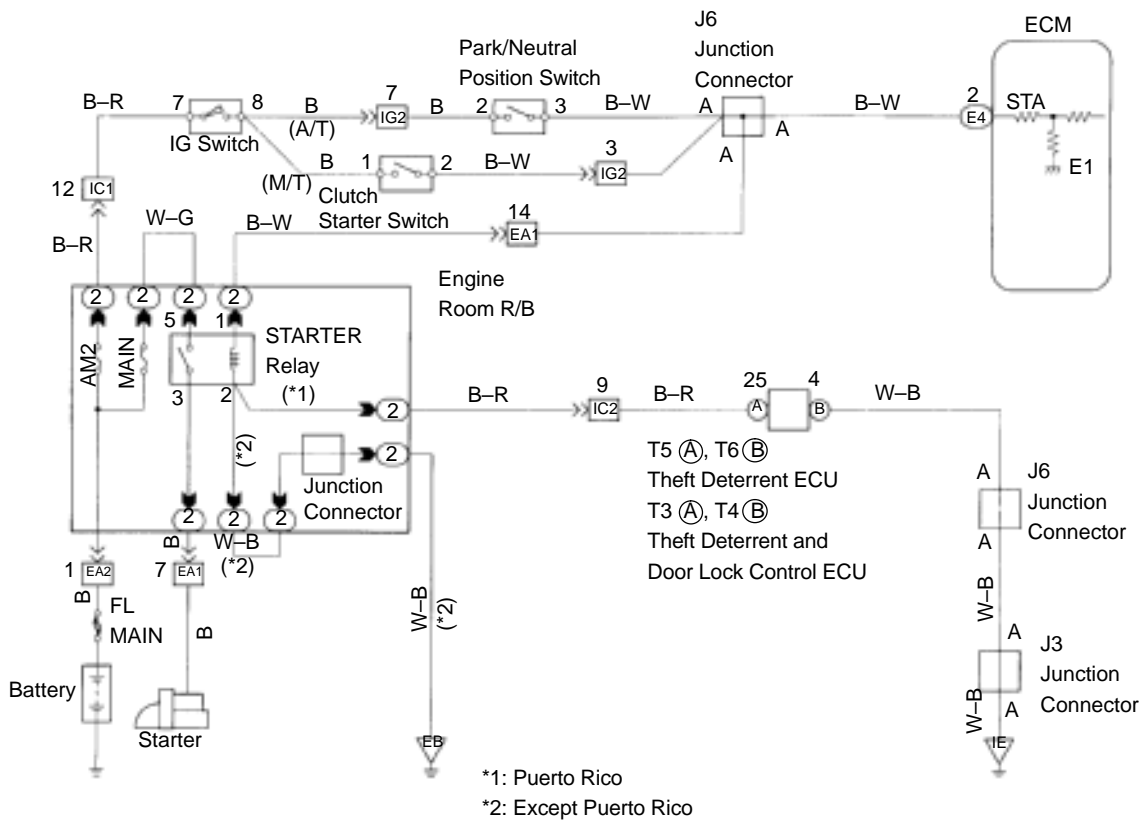 J6
Junction
Connector
ECM
Park/Neutral
Position Switch
B–R
7
8
B
(A/T)
7
IG2
B
2
3
B–W
A
A
A
B–W
2
E4
STA
E1
IG Switch
B
(M/T)
1
2
B–W
3
IG2
Clutch
Starter Switch
12
IC1
W–G
B–W
14
EA1
B–R
Engine
Room R/B
2
2
2
2
5
1
AM2
MAIN
STARTER
Relay
(*1)
3
2
2
B–R
9
IC2
B–R
25
A
4
B
W–B
(*2)
2
Junction
Connector
T5 A, T6 B
Theft Deterrent ECU
T3 A, T4 B
Theft Deterrent and
Door Lock Control ECU
A
J6
Junction
Connector
A
2
2
2
B
W–B
(*2)
1
EA2
7
EA1
B
FL
MAIN
B
W–B
(*2)
W–B
A
J3
Junction
Connector
A
W–B
Battery
Starter
EB
IE
*1: Puerto Rico
*2: Except Puerto Rico